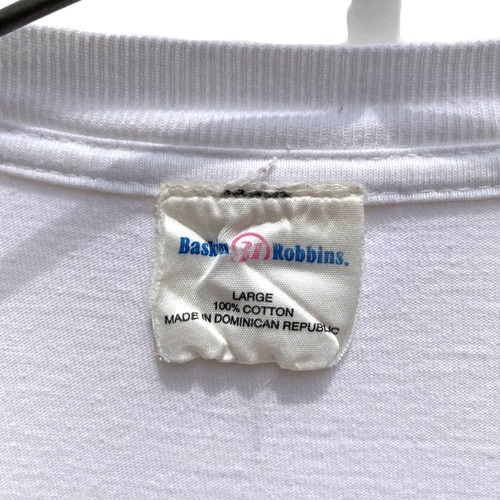 Baskin 31 Robbins.
LARGE
100% COTTON
MADE IN DOMINICAN REPUBLIC